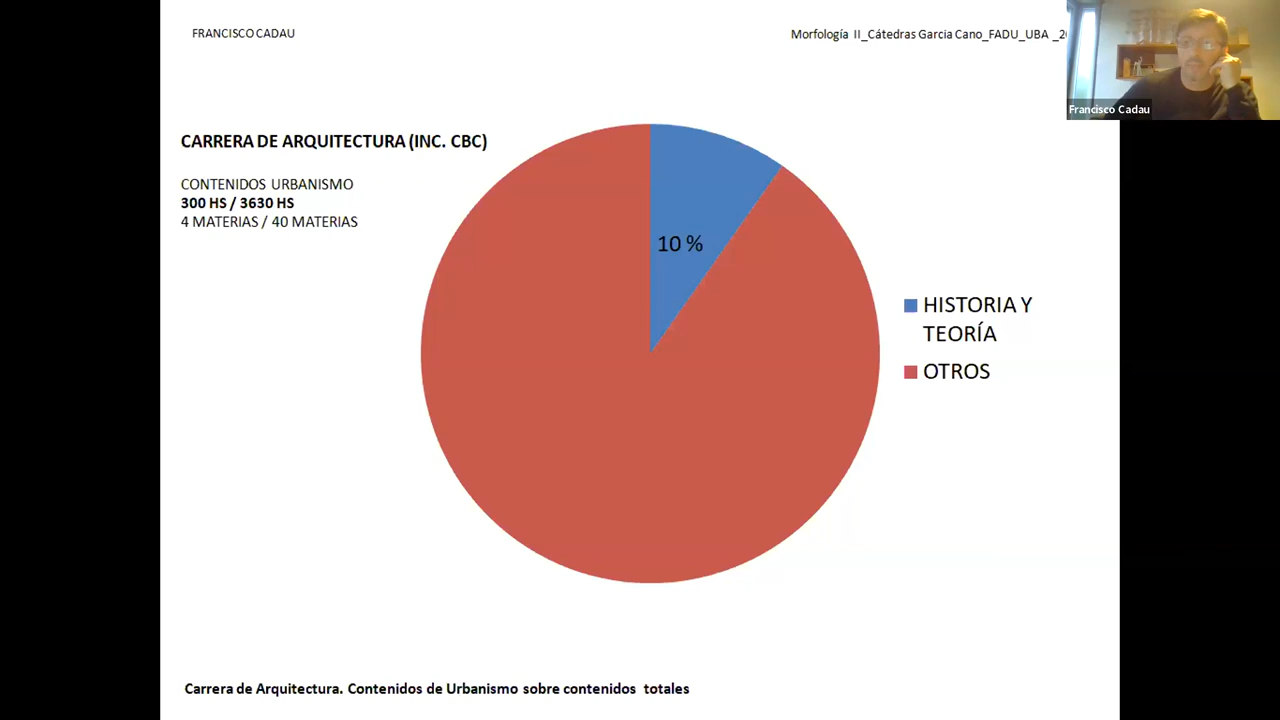 FRANCISCO CADAU
Morfología II_Cátedras Garcia Cano_FADU_UBA
Francisco Cadau
CARRERA DE ARQUITECTURA (INC. CBC)
CONTENIDOS URBANISMO
300 HS / 3630 HS
4 MATERIAS / 40 MATERIAS
10 %
HISTORIA Y
TEORÍA
OTROS
Carrera de Arquitectura. Contenidos de Urbanismo sobre contenidos totales